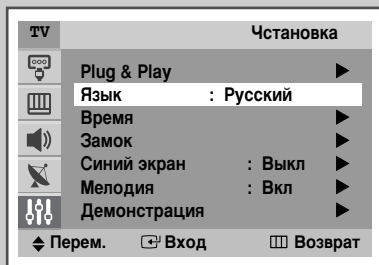 TV Чстановка
Plug & Play
Язык : Русский
Время
Замок
Синий экран : Выкл
Мелодия : Вкл
Демонстрация
Перем. Вход Возврат